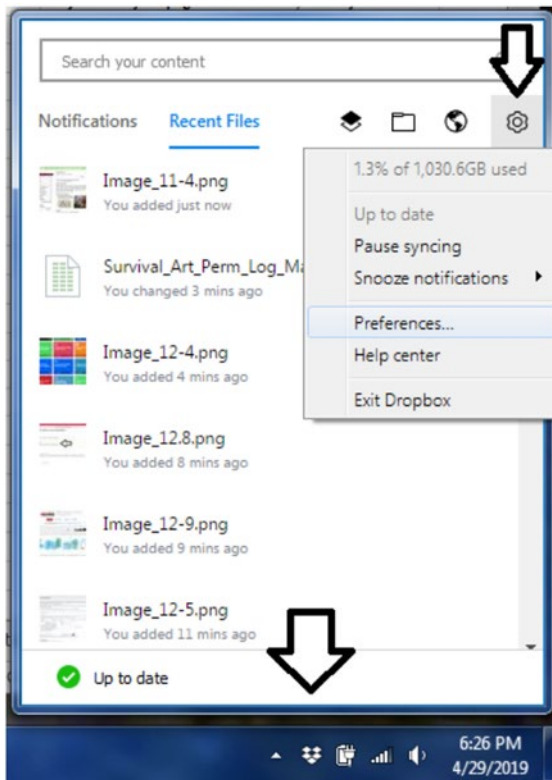 Search your content
Notifications Recent Files
1.3% of 1,030.6GB used
Up to date
Pause syncing
Snooze notifications
Preferences...
Help center
Exit Dropbox
Image_11-4.png
You added just now
Survival_Art_Perm_Log_Ma
You changed 3 mins ago
Image_12-4.png
You added 4 mins ago
Image_12.8.png
You added 8 mins ago
Image_12-9.png
You added 9 mins ago
Image_12-5.png
You added 11 mins ago
Up to date
6:26 PM
4/29/2019